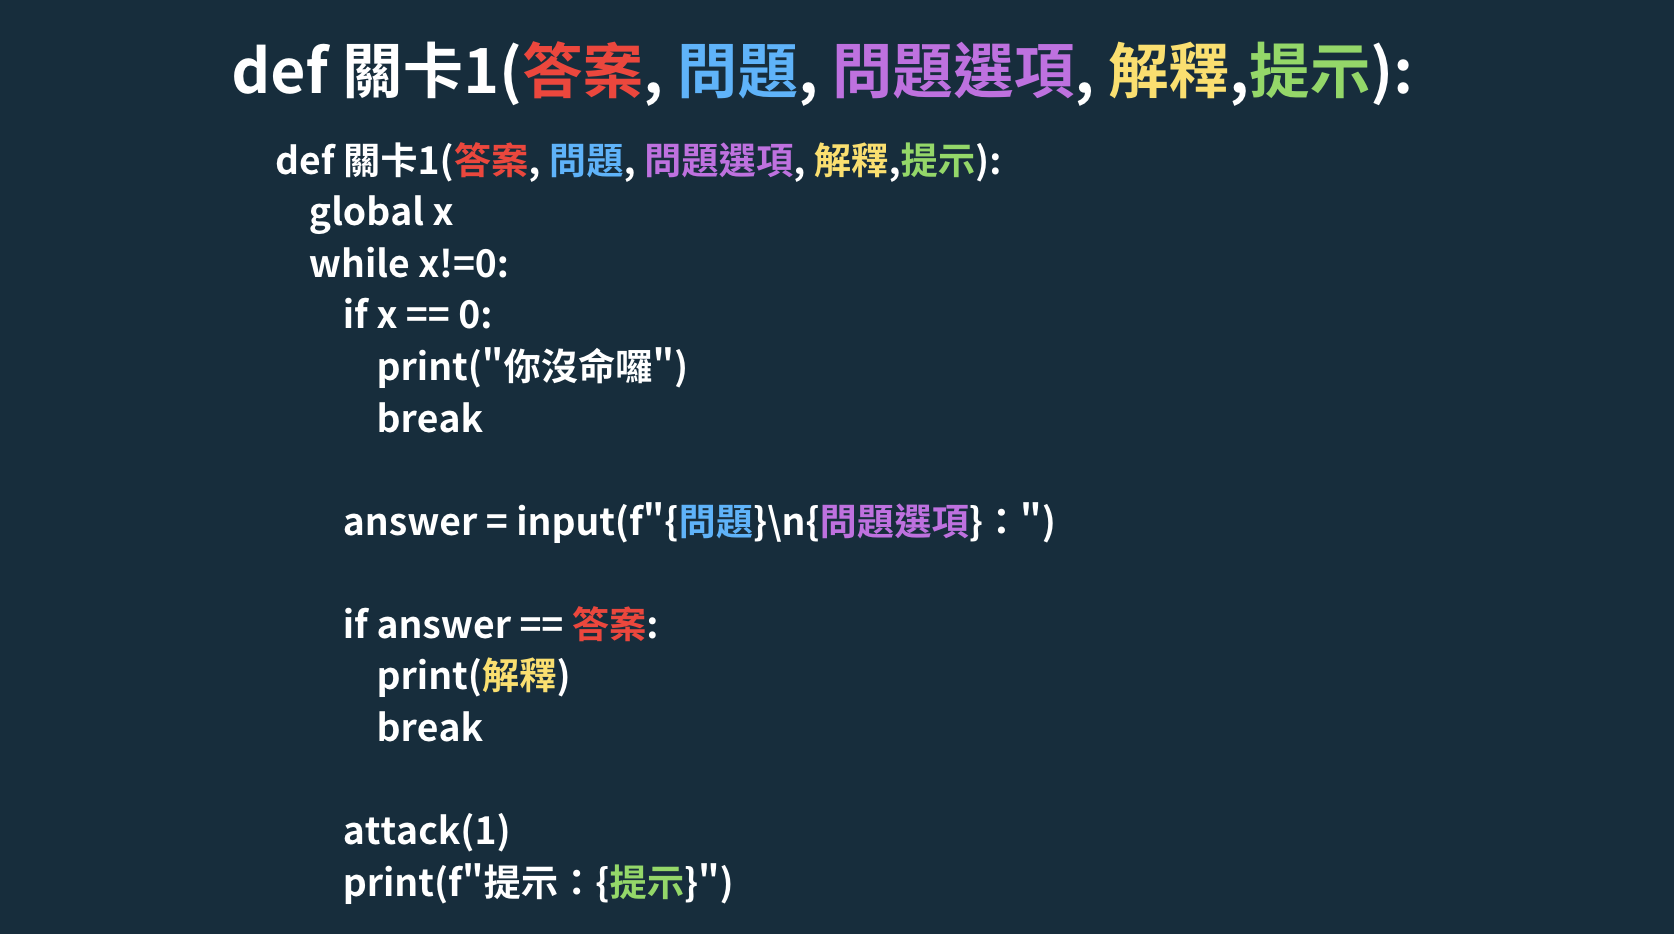 def 關卡1(答案, 問題, 問題選項, 解釋,提示):
def 關卡1(答案, 問題, 問題選項, 解釋,提示):
global x
while x!=0:
if x == 0:
print("你沒命囉")
break
answer = input(f"{問題}\n{問題選項}：")
if answer == 答案:
print(解釋)
break
attack(1)
print(f"提示：{提示}")